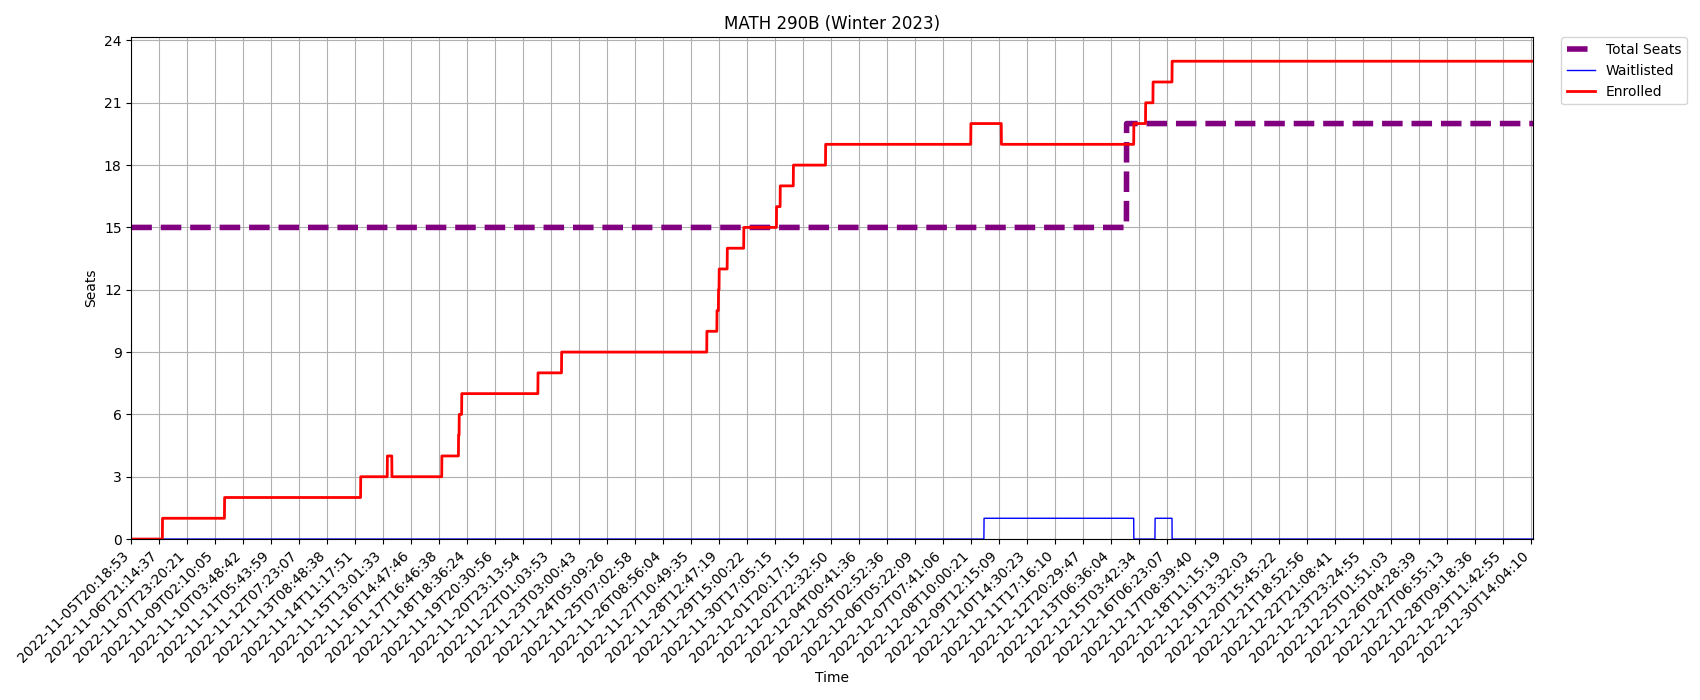 MATH 290B (Winter 2023)
24
21
18
15
12
9
6
3
0
Seats
Total Seats
Waitlisted
Enrolled
2022-11-05T20:18:53
2022-11-06T21:14:37
2022-11-07T23:20:21
2022-11-09T02:10:05
2022-11-10T03:48:42
2022-11-11T05:43:59
2022-11-12T07:23:07
2022-11-13T08:48:38
2022-11-14T11:17:51
2022-11-15T13:01:33
2022-11-16T14:47:46
2022-11-17T16:46:38
2022-11-18T18:36:24
2022-11-19T20:30:56
2022-11-20T22:13:54
2022-11-22T01:03:53
2022-11-23T03:00:43
2022-11-24T05:09:26
2022-11-25T07:02:58
2022-11-26T08:56:04
2022-11-27T10:49:35
2022-11-28T12:47:19
2022-11-29T15:00:22
2022-11-30T17:05:15
2022-12-01T20:17:15
2022-12-02T22:32:50
2022-12-04T00:41:36
2022-12-05T02:52:36
2022-12-06T05:22:09
2022-12-07T07:41:06
2022-12-08T10:00:21
2022-12-09T12:15:09
2022-12-10T14:30:23
2022-12-11T17:16:10
2022-12-12T20:29:47
2022-12-13T06:36:04
2022-12-15T03:42:34
2022-12-16T06:23:07
2022-12-17T08:39:40
2022-12-18T11:15:19
2022-12-19T13:32:03
2022-12-20T15:45:22
2022-12-21T18:52:56
2022-12-22T21:08:41
2022-12-23T23:24:55
2022-12-25T01:51:03
2022-12-26T04:28:39
2022-12-27T06:55:13
2022-12-28T09:18:36
2022-12-29T11:42:55
2022-12-30T14:04:10
Time